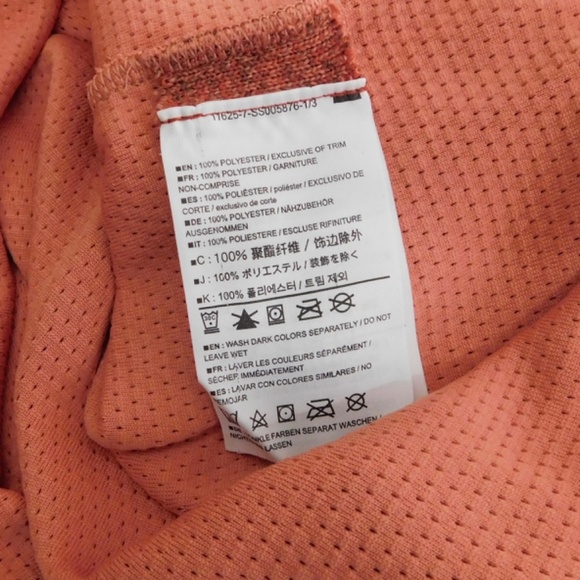 11625-7-SS005876-1/3
■EN : 100% POLYESTER / EXCLUSIVE OF TRIM
■FR : 100% POLYESTER / GARNITURE
NON-COMPRISE
■ES : 100% POLIÉSTER / poliéster / EXCLUSIVO DE
CORTE / exclusivo de corte
■DE : 100% POLYESTER / NÄHZUBEHÖR
AUSGENOMMEN
■IT : 100% POLIESTERE / ESCLUSE RIFINITURE
■C : 100% 聚酯纤维 / 饰边除外
■J : 100% ポリエステル / 装飾を除く
■K : 100% 폴리에스터 / 트림 제외
■EN : WASH DARK COLORS SEPARATELY / DO NOT
LEAVE WET
■FR : LAVER LES COULEURS SÉPARÉMENT /
SÉCHER IMMÉDIATEMENT
■ES : LAVAR CON COLORES SIMILARES / NO
REMOJAR
FARBEN SEPARAT WASCHEN /
LASSEN